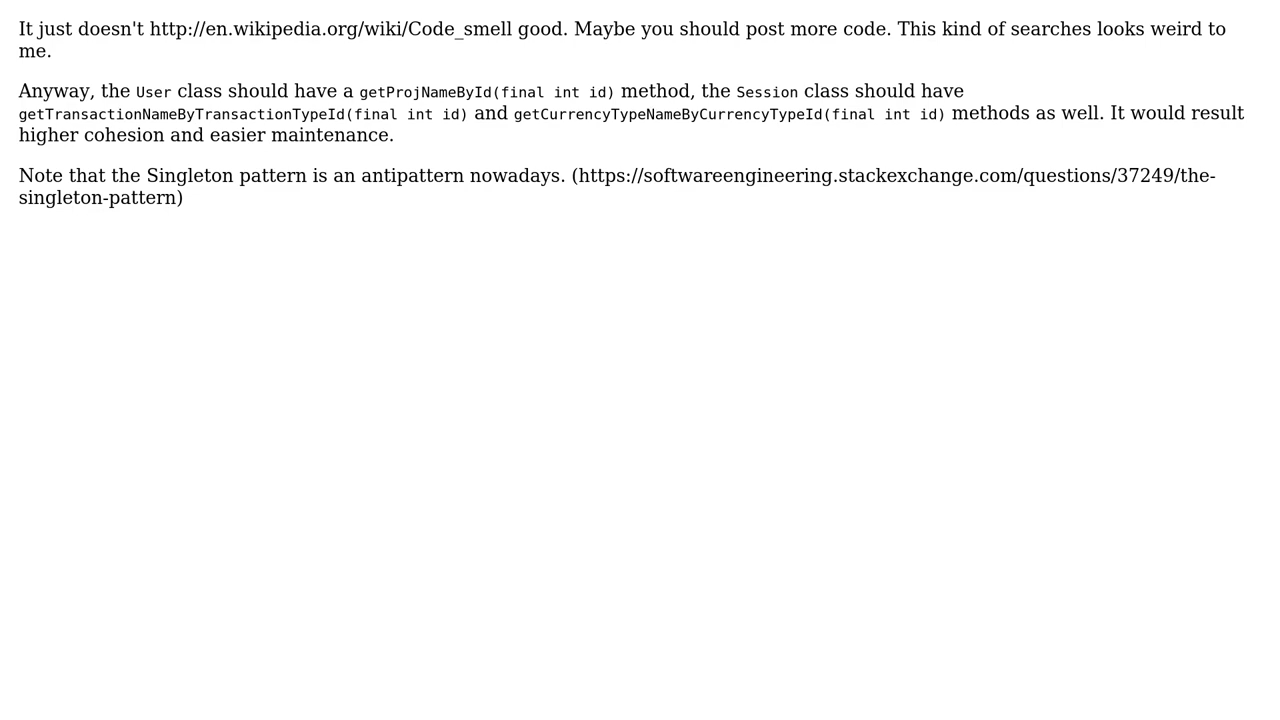 It just doesn't http://en.wikipedia.org/wiki/Code_smell good. Maybe you should post more code. This kind of searches looks weird to
me.
Anyway, the User class should have a getProjNameById(final int id) method, the Session class should have
getTransactionNameByTransactionTypeId(final int id) and getCurrencyTypeNameByCurrencyTypeId(final int id) methods as well. It would result
higher cohesion and easier maintenance.
Note that the Singleton pattern is an antipattern nowadays. (https://softwareengineering.stackexchange.com/questions/37249/the-
singleton-pattern)